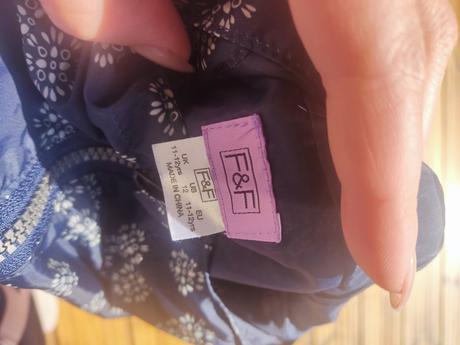 F&F
F&F
UK US EU
11-12yrs 12 11-12yrs
MADE IN CHINA